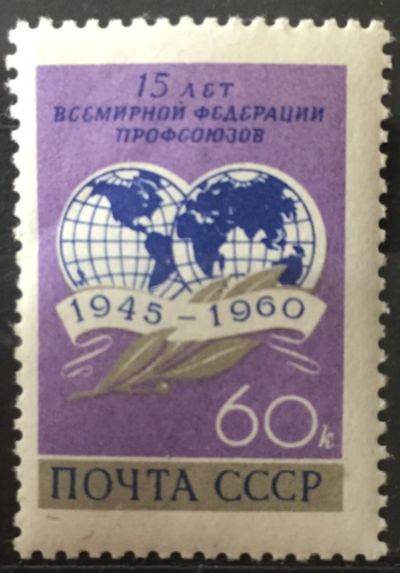 15 ЛЕТ
ВСЕМИРНОЙ ФЕДЕРАЦИИ
ПРОФСОЮЗОВ
1945 – 1960
60к
ПОЧТА СССР